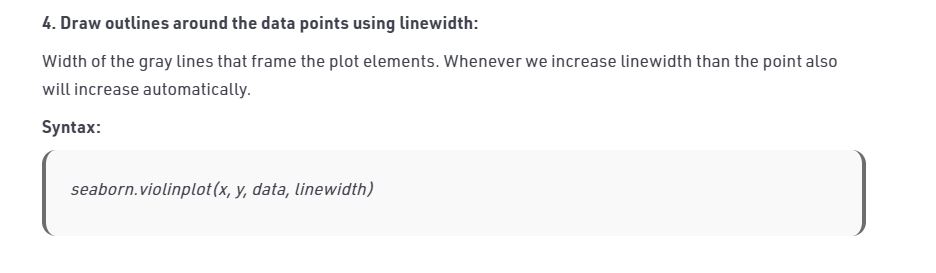 4. Draw outlines around the data points using linewidth:
Width of the gray lines that frame the plot elements. Whenever we increase linewidth than the point also
will increase automatically.
Syntax:
seaborn.violinplot(x, y, data, linewidth)